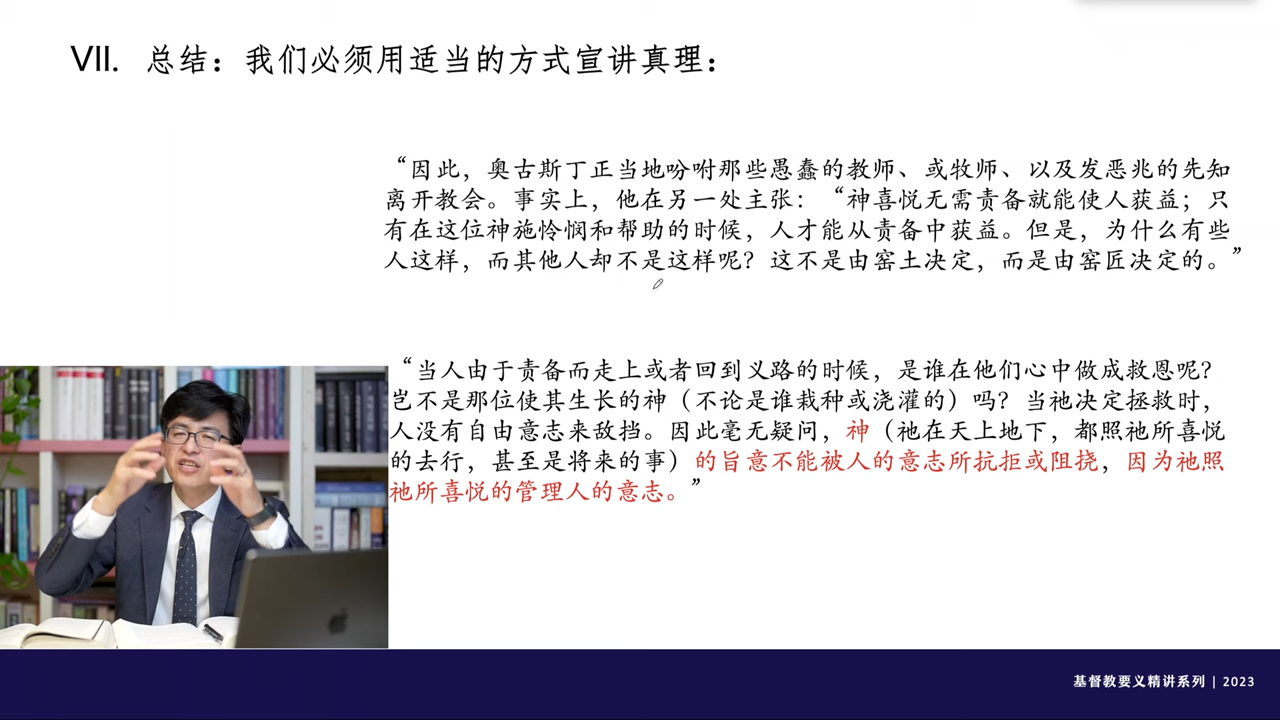 VII. 总结：我们必须用适当的方式宣讲真理：
“因此，奥古斯丁正当地吩咐那些愚蠢的教师、或牧师、以及发恶兆的先知
离开教会。事实上，他在另一处主张：“神喜悦无需责备就能使人获益；只
有在这位神施怜悯和帮助的时候，人才能从责备中获益。但是，为什么有些
人这样，而其他人却不是这样呢？这不是由窑土决定，而是由窑匠决定的。”
“当人由于责备而走上或者回到义路的时候，是谁在他们心中做成救恩呢？
岂不是那位使其生长的神（不论是谁栽种或浇灌的）吗？当祂决定拯救时，
人没有自由意志来敌挡。因此毫无疑问，神（祂在天上地下，都照祂所喜悦
的去行，甚至是将来的事）的旨意不能被人的意志所抗拒或阻挠，因为祂照
祂所喜悦的管理人的意志。”
基督教要义精讲系列 | 2023